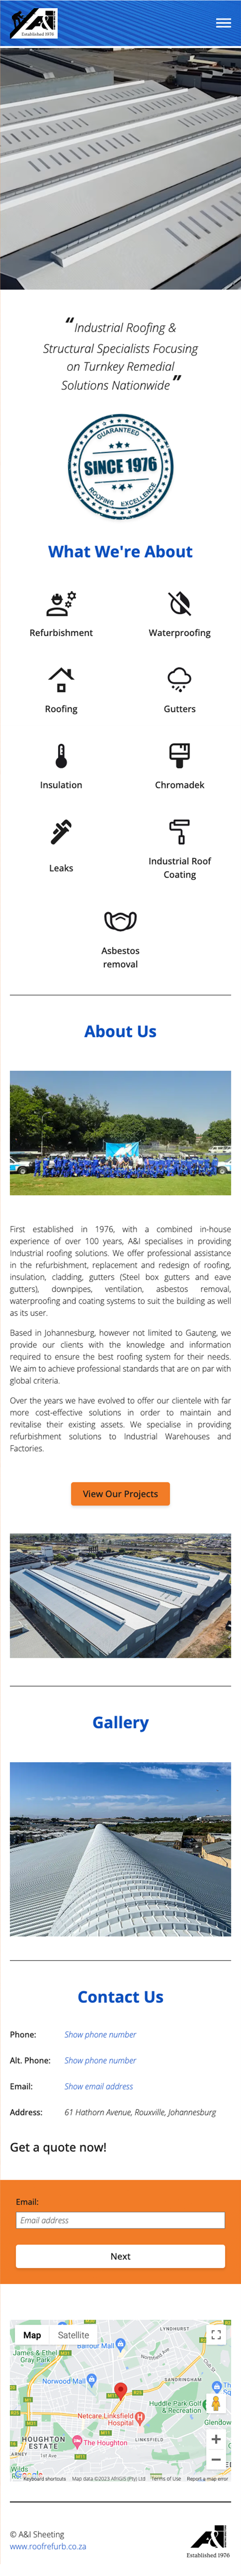 A&I
Established 1976
“ Industrial Roofing &
Structural Specialists Focusing
on Turnkey Remedial
Solutions Nationwide ”
GUARANTEED
SINCE 1976
ROOFING EXCELLENCE
What We're About
Refurbishment
Waterproofing
Roofing
Gutters
Insulation
Chromadek
Leaks
Industrial Roof
Coating
Asbestos
removal
About Us
First established in 1976, with a combined in-house
experience of over 100 years, A&I specialises in providing
Industrial roofing solutions. We offer professional assistance
in the refurbishment, replacement and redesign of roofing,
insulation, cladding, gutters (Steel box gutters and eave
gutters), downpipes, ventilation, asbestos removal,
waterproofing and coating systems to suit the building as well
as its user.
Based in Johannesburg, however not limited to Gauteng, we
provide our clients with the knowledge and information
required to ensure the best roofing system for their needs.
We aim to achieve professional standards that are on par with
global criteria.
Over the years we have evolved to offer our clientele with far
more cost-effective solutions in order to maintain and
revitalise their existing assets. We specialise in providing
refurbishment solutions to Industrial Warehouses and
Factories.
View Our Projects
Gallery
Contact Us
Phone: Show phone number
Alt. Phone: Show phone number
Email: Show email address
Address: 61 Hathorn Avenue, Rouxville, Johannesburg
Get a quote now!
Email:
Email address
Next
Map Satellite
LYNDHURST
James & Ethel
Gray Park
Balfour Mall
Norwood Mall
SANDRINGHAM
Huddle Park Golf
& Recreation
Netcare Linksfield
Hospital
Glendow
HOUGHTON
ESTATE
The Houghton
LINKSFIELD
Wilds
Google
Keyboard shortcuts Map data ©2023 AfriGIS (Pty) Ltd Terms of Use Report a map error
© A&I Sheeting
www.roofrefurb.co.za
A&I
Established 1976